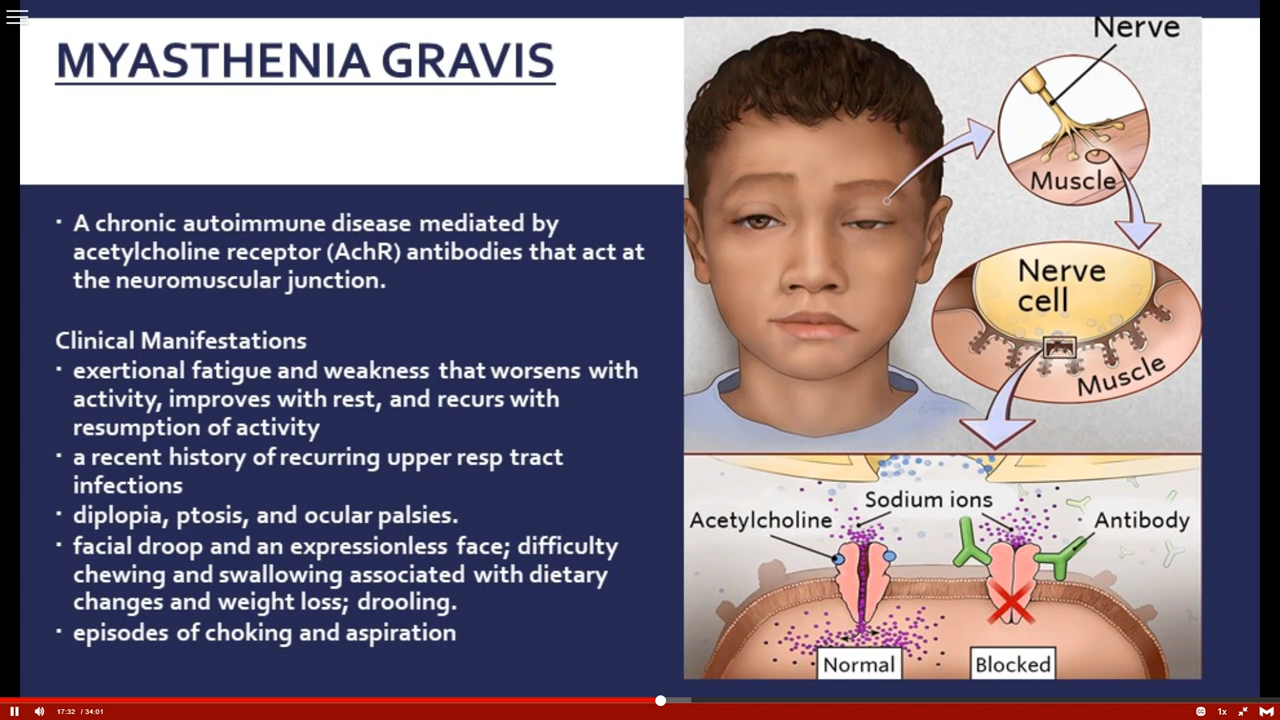 MYASTHENIA GRAVIS
· A chronic autoimmune disease mediated by
acetylcholine receptor (AchR) antibodies that act at
the neuromuscular junction.
Clinical Manifestations
· exertional fatigue and weakness that worsens with
activity, improves with rest, and recurs with
resumption of activity
· a recent history of recurring upper resp tract
infections
· diplopia, ptosis, and ocular palsies.
· facial droop and an expressionless face; difficulty
chewing and swallowing associated with dietary
changes and weight loss; drooling.
· episodes of choking and aspiration
Nerve
Muscle
Nerve
cell
Muscle
Sodium ions
Acetylcholine
Antibody
Normal
Blocked
17:32 / 34:01
1x